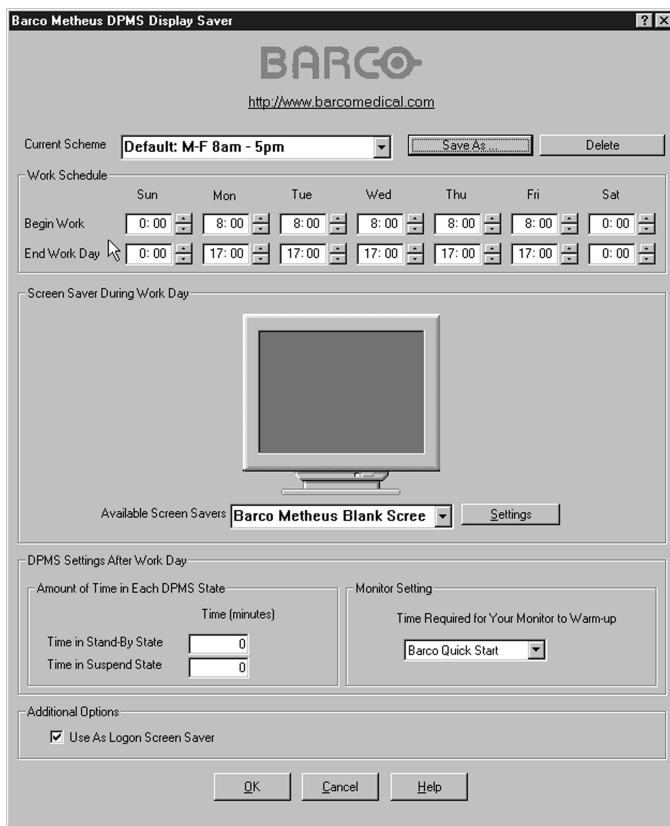 Barco Metheus DPMS Display Saver
BARCO
http://www.barcomedical.com
Current Scheme Default: M-F 8am - 5pm Save As ... Delete
Work Schedule
Sun Mon Tue Wed Thu Fri Sat
Begin Work 0: 00 8: 00 8: 00 8: 00 8: 00 8: 00 0: 00
End Work Day 0: 00 17: 00 17: 00 17: 00 17: 00 17: 00 0: 00
Screen Saver During Work Day
Available Screen Savers Barco Metheus Blank Scree Settings
DPMS Settings After Work Day
Amount of Time in Each DPMS State
Time (minutes)
Time in Stand-By State 0
Time in Suspend State 0
Monitor Setting
Time Required for Your Monitor to Warm-up
Barco Quick Start
Additional Options
Use As Logon Screen Saver
OK Cancel Help